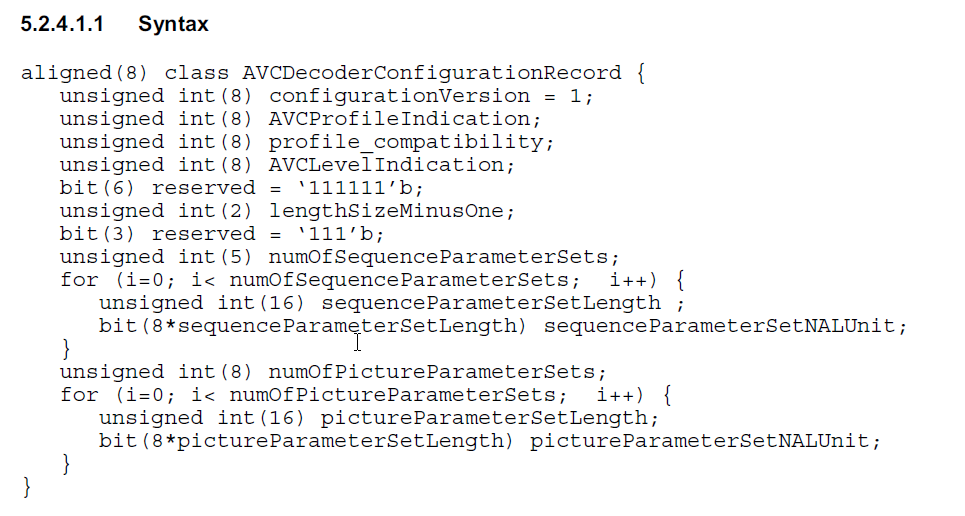 5.2.4.1.1 Syntax
aligned(8) class AVCDecoderConfigurationRecord {
unsigned int(8) configurationVersion = 1;
unsigned int(8) AVCProfileIndication;
unsigned int(8) profile_compatibility;
unsigned int(8) AVCLevelIndication;
bit(6) reserved = ‘111111’b;
unsigned int(2) lengthSizeMinusOne;
bit(3) reserved = ‘111’b;
unsigned int(5) numOfSequenceParameterSets;
for (i=0; i< numOfSequenceParameterSets; i++) {
unsigned int(16) sequenceParameterSetLength ;
bit(8*sequenceParameterSetLength) sequenceParameterSetNALUnit;
}
unsigned int(8) numOfPictureParameterSets;
for (i=0; i< numOfPictureParameterSets; i++) {
unsigned int(16) pictureParameterSetLength;
bit(8*pictureParameterSetLength) pictureParameterSetNALUnit;
}
}